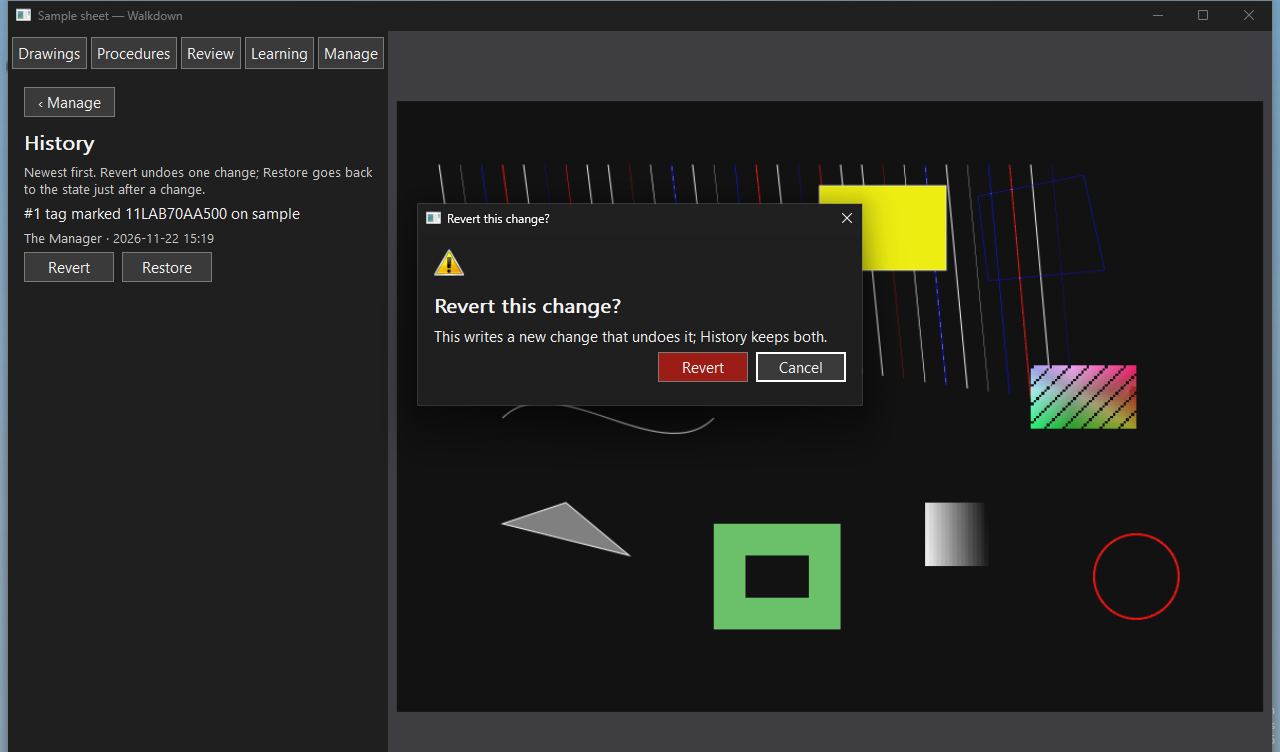 Sample sheet — Walkdown
Drawings Procedures Review Learning Manage
‹ Manage
History
Newest first. Revert undoes one change; Restore goes back
to the state just after a change.
#1 tag marked 11LAB70AA500 on sample
The Manager · 2026-11-22 15:19
Revert Restore
Revert this change?
Revert this change?
This writes a new change that undoes it; History keeps both.
Revert Cancel